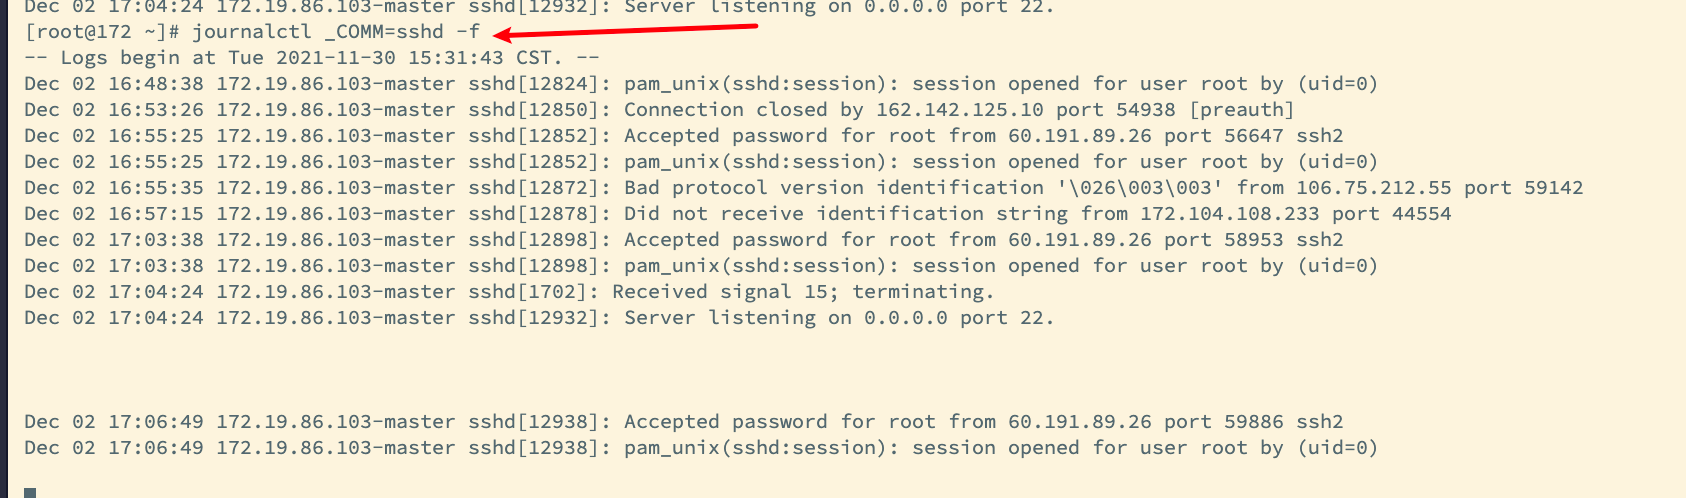 Dec 02 17:04:24 172.19.86.103-master sshd[12932]: Server listening on 0.0.0.0 port 22.
[root@172 ~]# journalctl _COMM=sshd -f
-- Logs begin at Tue 2021-11-30 15:31:43 CST. --
Dec 02 16:48:38 172.19.86.103-master sshd[12824]: pam_unix(sshd:session): session opened for user root by (uid=0)
Dec 02 16:53:26 172.19.86.103-master sshd[12850]: Connection closed by 162.142.125.10 port 54938 [preauth]
Dec 02 16:55:25 172.19.86.103-master sshd[12852]: Accepted password for root from 60.191.89.26 port 56647 ssh2
Dec 02 16:55:25 172.19.86.103-master sshd[12852]: pam_unix(sshd:session): session opened for user root by (uid=0)
Dec 02 16:55:35 172.19.86.103-master sshd[12872]: Bad protocol version identification '\026\003\003' from 106.75.212.55 port 59142
Dec 02 16:57:15 172.19.86.103-master sshd[12878]: Did not receive identification string from 172.104.108.233 port 44554
Dec 02 17:03:38 172.19.86.103-master sshd[12898]: Accepted password for root from 60.191.89.26 port 58953 ssh2
Dec 02 17:03:38 172.19.86.103-master sshd[12898]: pam_unix(sshd:session): session opened for user root by (uid=0)
Dec 02 17:04:24 172.19.86.103-master sshd[1702]: Received signal 15; terminating.
Dec 02 17:04:24 172.19.86.103-master sshd[12932]: Server listening on 0.0.0.0 port 22.
Dec 02 17:06:49 172.19.86.103-master sshd[12938]: Accepted password for root from 60.191.89.26 port 59886 ssh2
Dec 02 17:06:49 172.19.86.103-master sshd[12938]: pam_unix(sshd:session): session opened for user root by (uid=0)